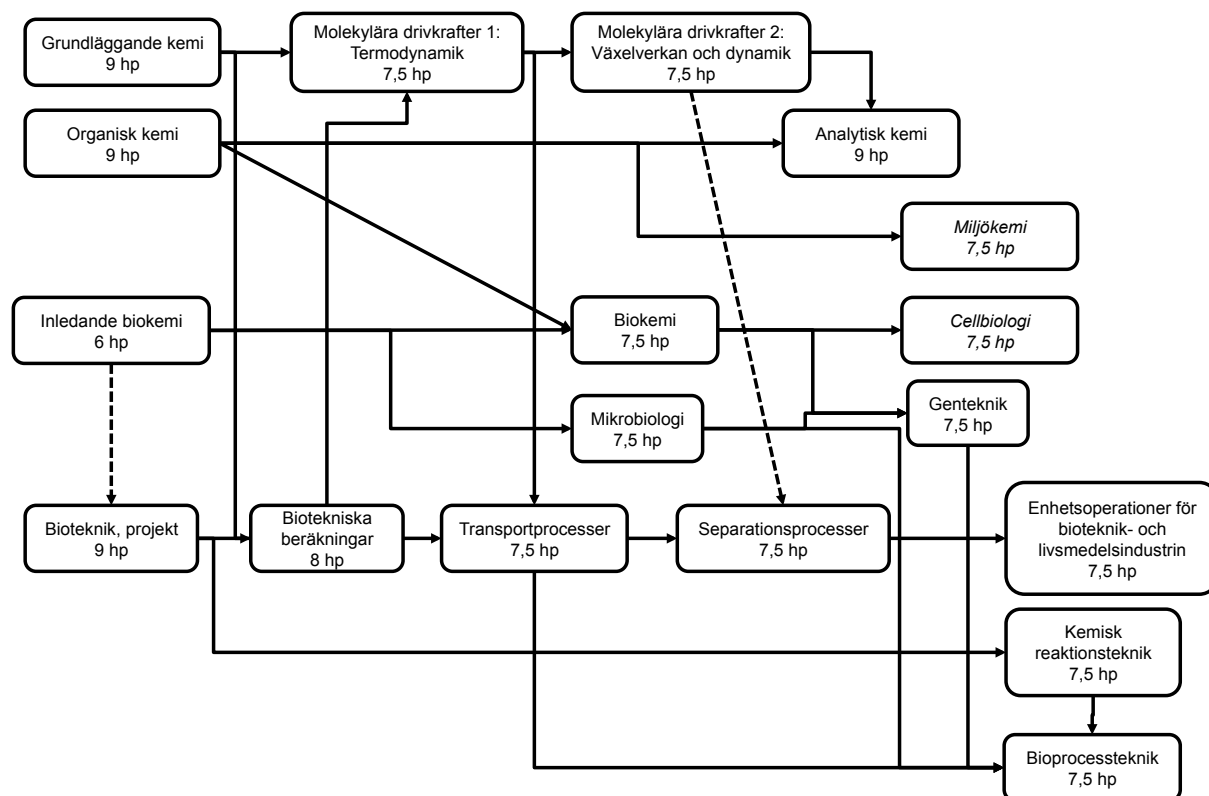 Grundläggande kemi
9 hp
Molekylära drivkrafter 1:
Termodynamik
7,5 hp
Molekylära drivkrafter 2:
Växelverkan och dynamik
7,5 hp
Organisk kemi
9 hp
Analytisk kemi
9 hp
Miljökemi
7,5 hp
Inledande biokemi
6 hp
Biokemi
7,5 hp
Cellbiologi
7,5 hp
Mikrobiologi
7,5 hp
Genteknik
7,5 hp
Bioteknik, projekt
9 hp
Biotekniska
beräkningar
8 hp
Transportprocesser
7,5 hp
Separationsprocesser
7,5 hp
Enhetsoperationer för
bioteknik- och
livsmedelsindustrin
7,5 hp
Kemisk
reaktionsteknik
7,5 hp
Bioprocessteknik
7,5 hp